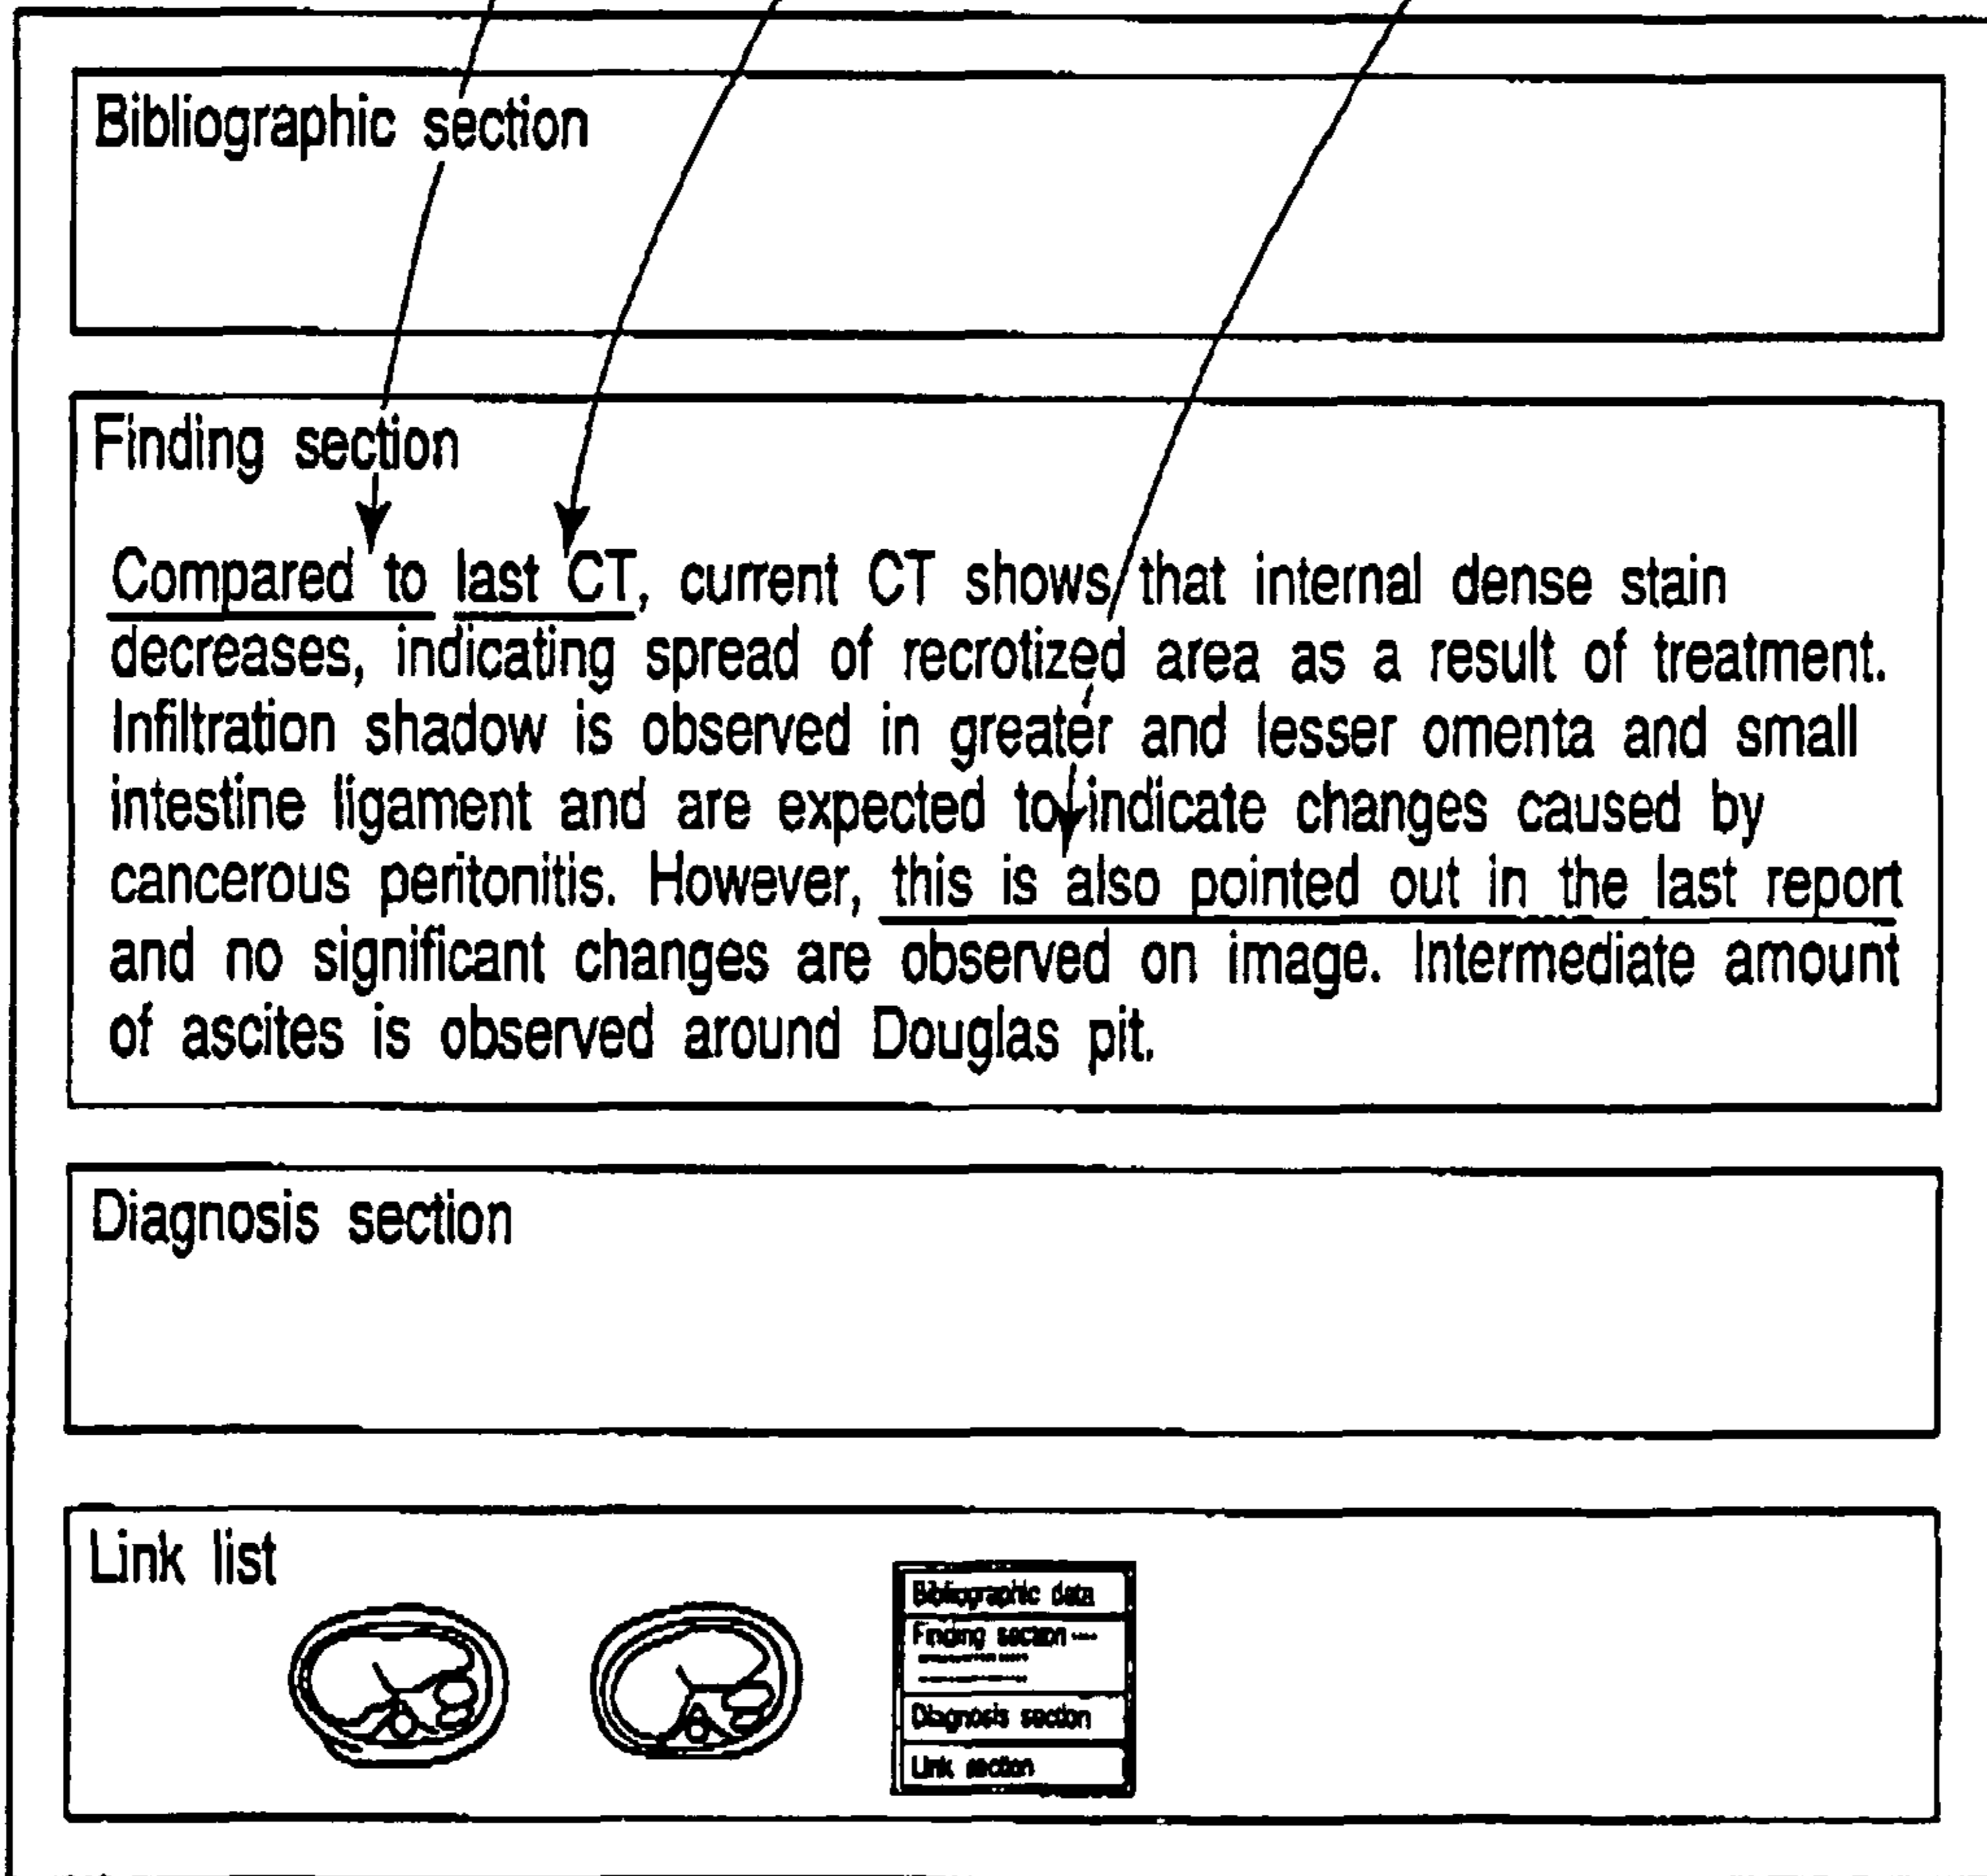 Bibliographic section
Finding section
Compared to last CT, current CT shows that internal dense stain
decreases, indicating spread of recrotized area as a result of treatment.
Infiltration shadow is observed in greater and lesser omenta and small
intestine ligament and are expected to indicate changes caused by
cancerous peritonitis. However, this is also pointed out in the last report
and no significant changes are observed on image. Intermediate amount
of ascites is observed around Douglas pit.
Diagnosis section
Link list
Bibliographic data
Finding section
Diagnosis section
Link section